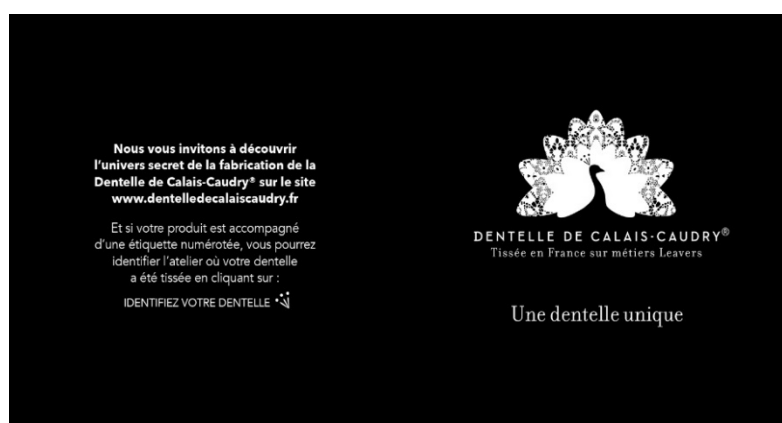 Nous vous invitons à découvrir
l'univers secret de la fabrication de la
Dentelle de Calais-Caudry® sur le site
www.dentelledecalaiscaudry.fr
Et si votre produit est accompagné
d'une étiquette numérotée, vous pourrez
identifier l'atelier où votre dentelle
a été tissée en cliquant sur :
IDENTIFIEZ VOTRE DENTELLE
DENTELLE DE CALAIS-CAUDRY®
Tissée en France sur métiers Leavers
Une dentelle unique